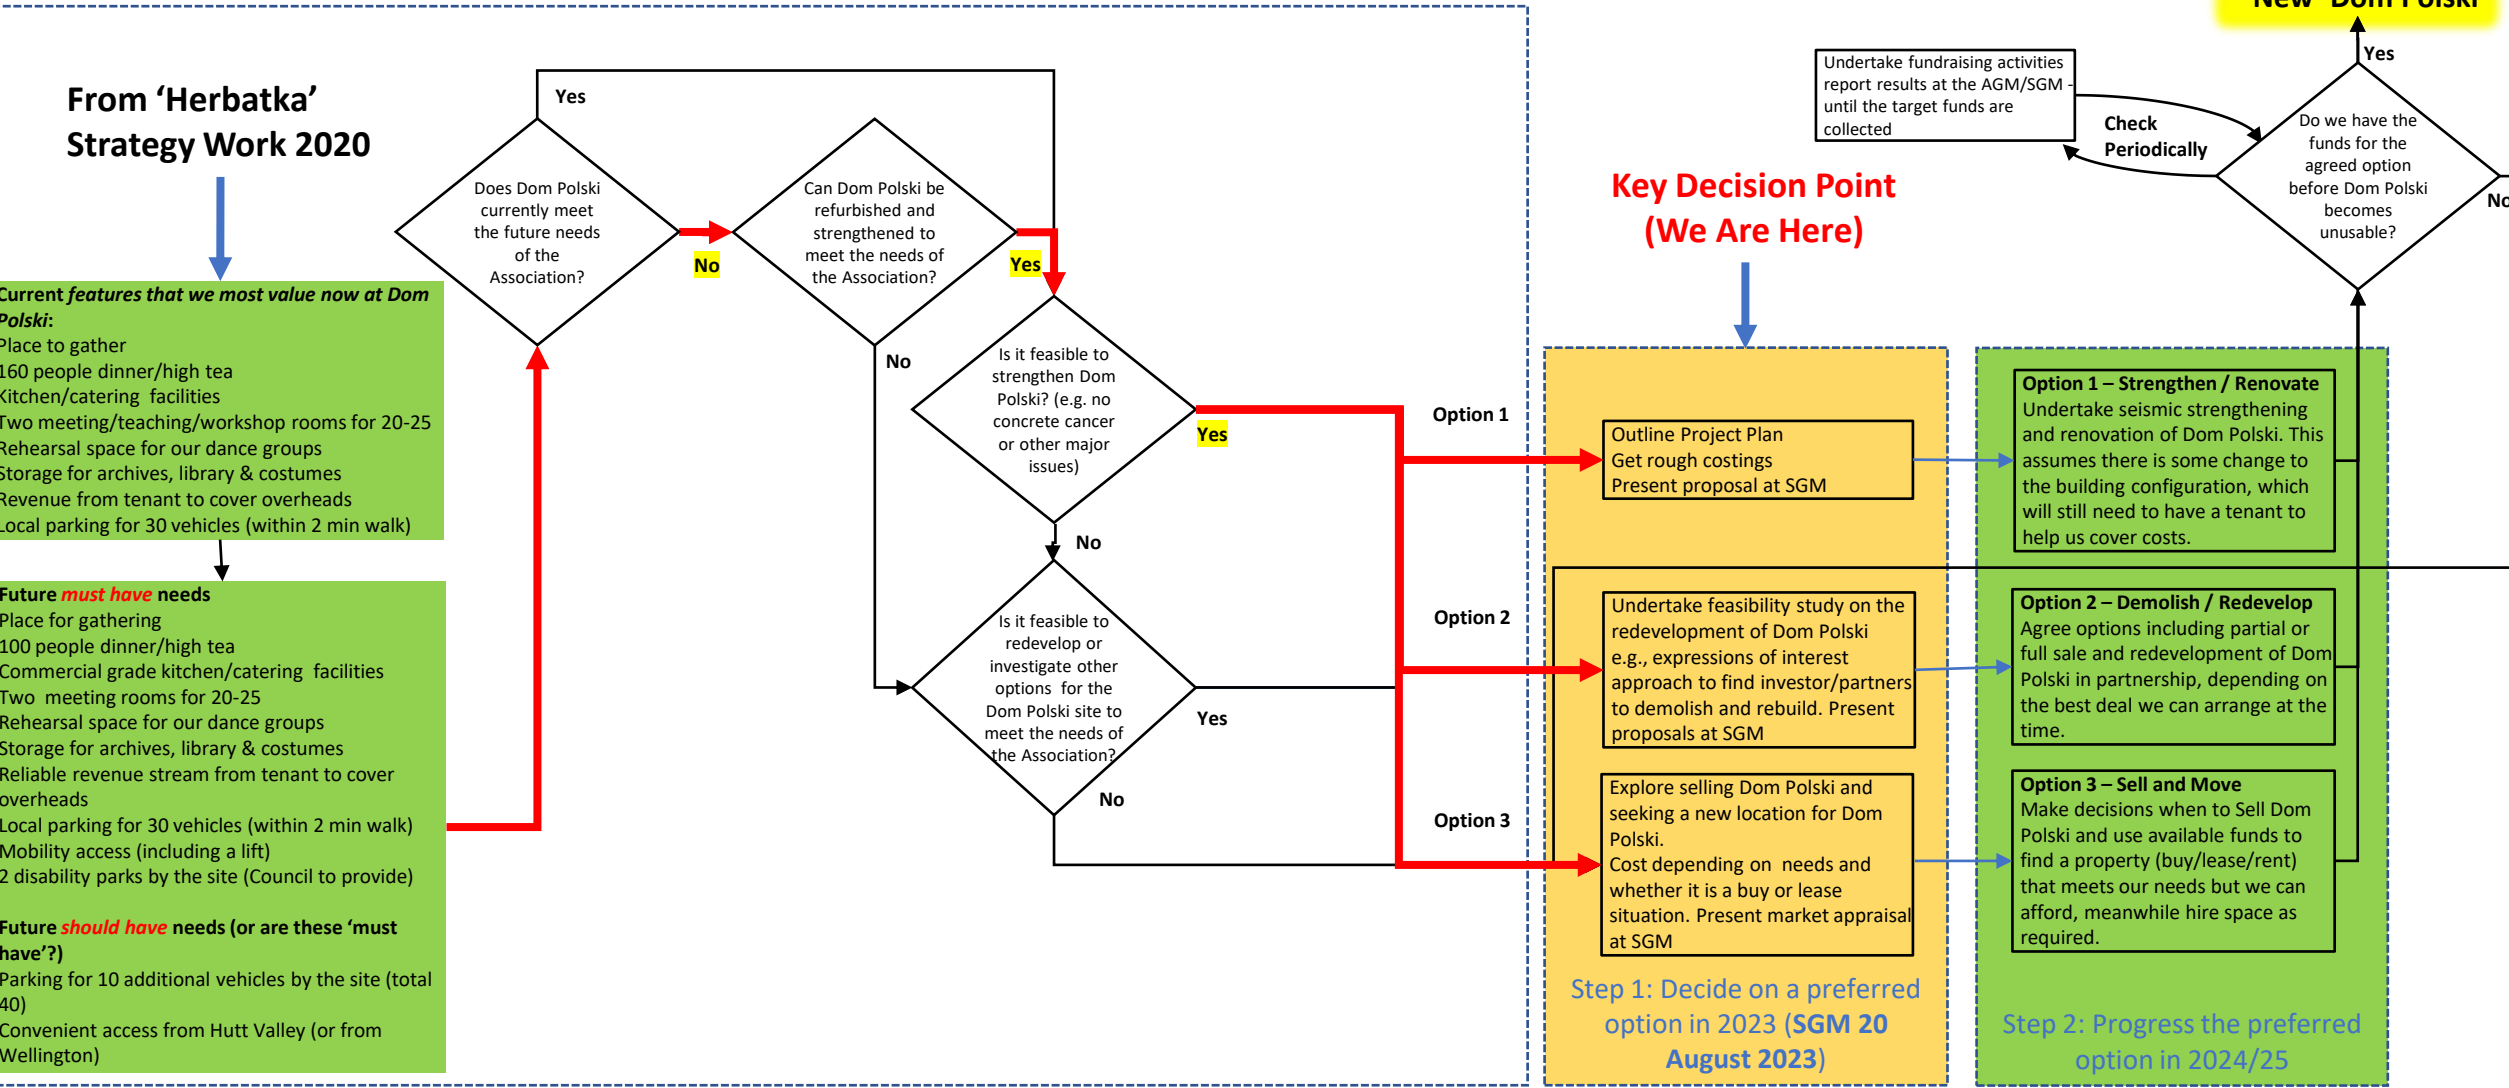 From ‘Herbatka’
Strategy Work 2020
Current features that we most value now at Dom
Polski:
Place to gather
160 people dinner/high tea
Kitchen/catering facilities
Two meeting/teaching/workshop rooms for 20-25
Rehearsal space for our dance groups
Storage for archives, library & costumes
Revenue from tenant to cover overheads
Local parking for 30 vehicles (within 2 min walk)
Future must have needs
Place for gathering
100 people dinner/high tea
Commercial grade kitchen/catering facilities
Two meeting rooms for 20-25
Rehearsal space for our dance groups
Storage for archives, library & costumes
Reliable revenue stream from tenant to cover
overheads
Local parking for 30 vehicles (within 2 min walk)
Mobility access (including a lift)
2 disability parks by the site (Council to provide)
Future should have needs (or are these ‘must
have’?)
Parking for 10 additional vehicles by the site (total
40)
Convenient access from Hutt Valley (or from
Wellington)
Yes
Does Dom Polski
currently meet
the future needs
of the
Association?
No
Can Dom Polski be
refurbished and
strengthened to
meet the needs of
the Association?
Yes
No
Is it feasible to
strengthen Dom
Polski? (e.g. no
concrete cancer
or other major
issues)
Yes
No
Is it feasible to
redevelop or
investigate other
options for the
Dom Polski site to
meet the needs of
the Association?
Yes
No
Option 1
Option 2
Option 3
Key Decision Point
(We Are Here)
Outline Project Plan
Get rough costings
Present proposal at SGM
Undertake feasibility study on the
redevelopment of Dom Polski
e.g., expressions of interest
approach to find investor/partners
to demolish and rebuild. Present
proposals at SGM
Explore selling Dom Polski and
seeking a new location for Dom
Polski.
Cost depending on needs and
whether it is a buy or lease
situation. Present market appraisal
at SGM
Step 1: Decide on a preferred
option in 2023 (SGM 20
August 2023)
Option 1 – Strengthen / Renovate
Undertake seismic strengthening
and renovation of Dom Polski. This
assumes there is some change to
the building configuration, which
will still need to have a tenant to
help us cover costs.
Option 2 – Demolish / Redevelop
Agree options including partial or
full sale and redevelopment of Dom
Polski in partnership, depending on
the best deal we can arrange at the
time.
Option 3 – Sell and Move
Make decisions when to Sell Dom
Polski and use available funds to
find a property (buy/lease/rent)
that meets our needs but we can
afford, meanwhile hire space as
required.
Step 2: Progress the preferred
option in 2024/25
Undertake fundraising activities
report results at the AGM/SGM -
until the target funds are
collected
Check
Periodically
Do we have the
funds for the
agreed option
before Dom Polski
becomes
unusable?
Yes
No
New Dom Polski